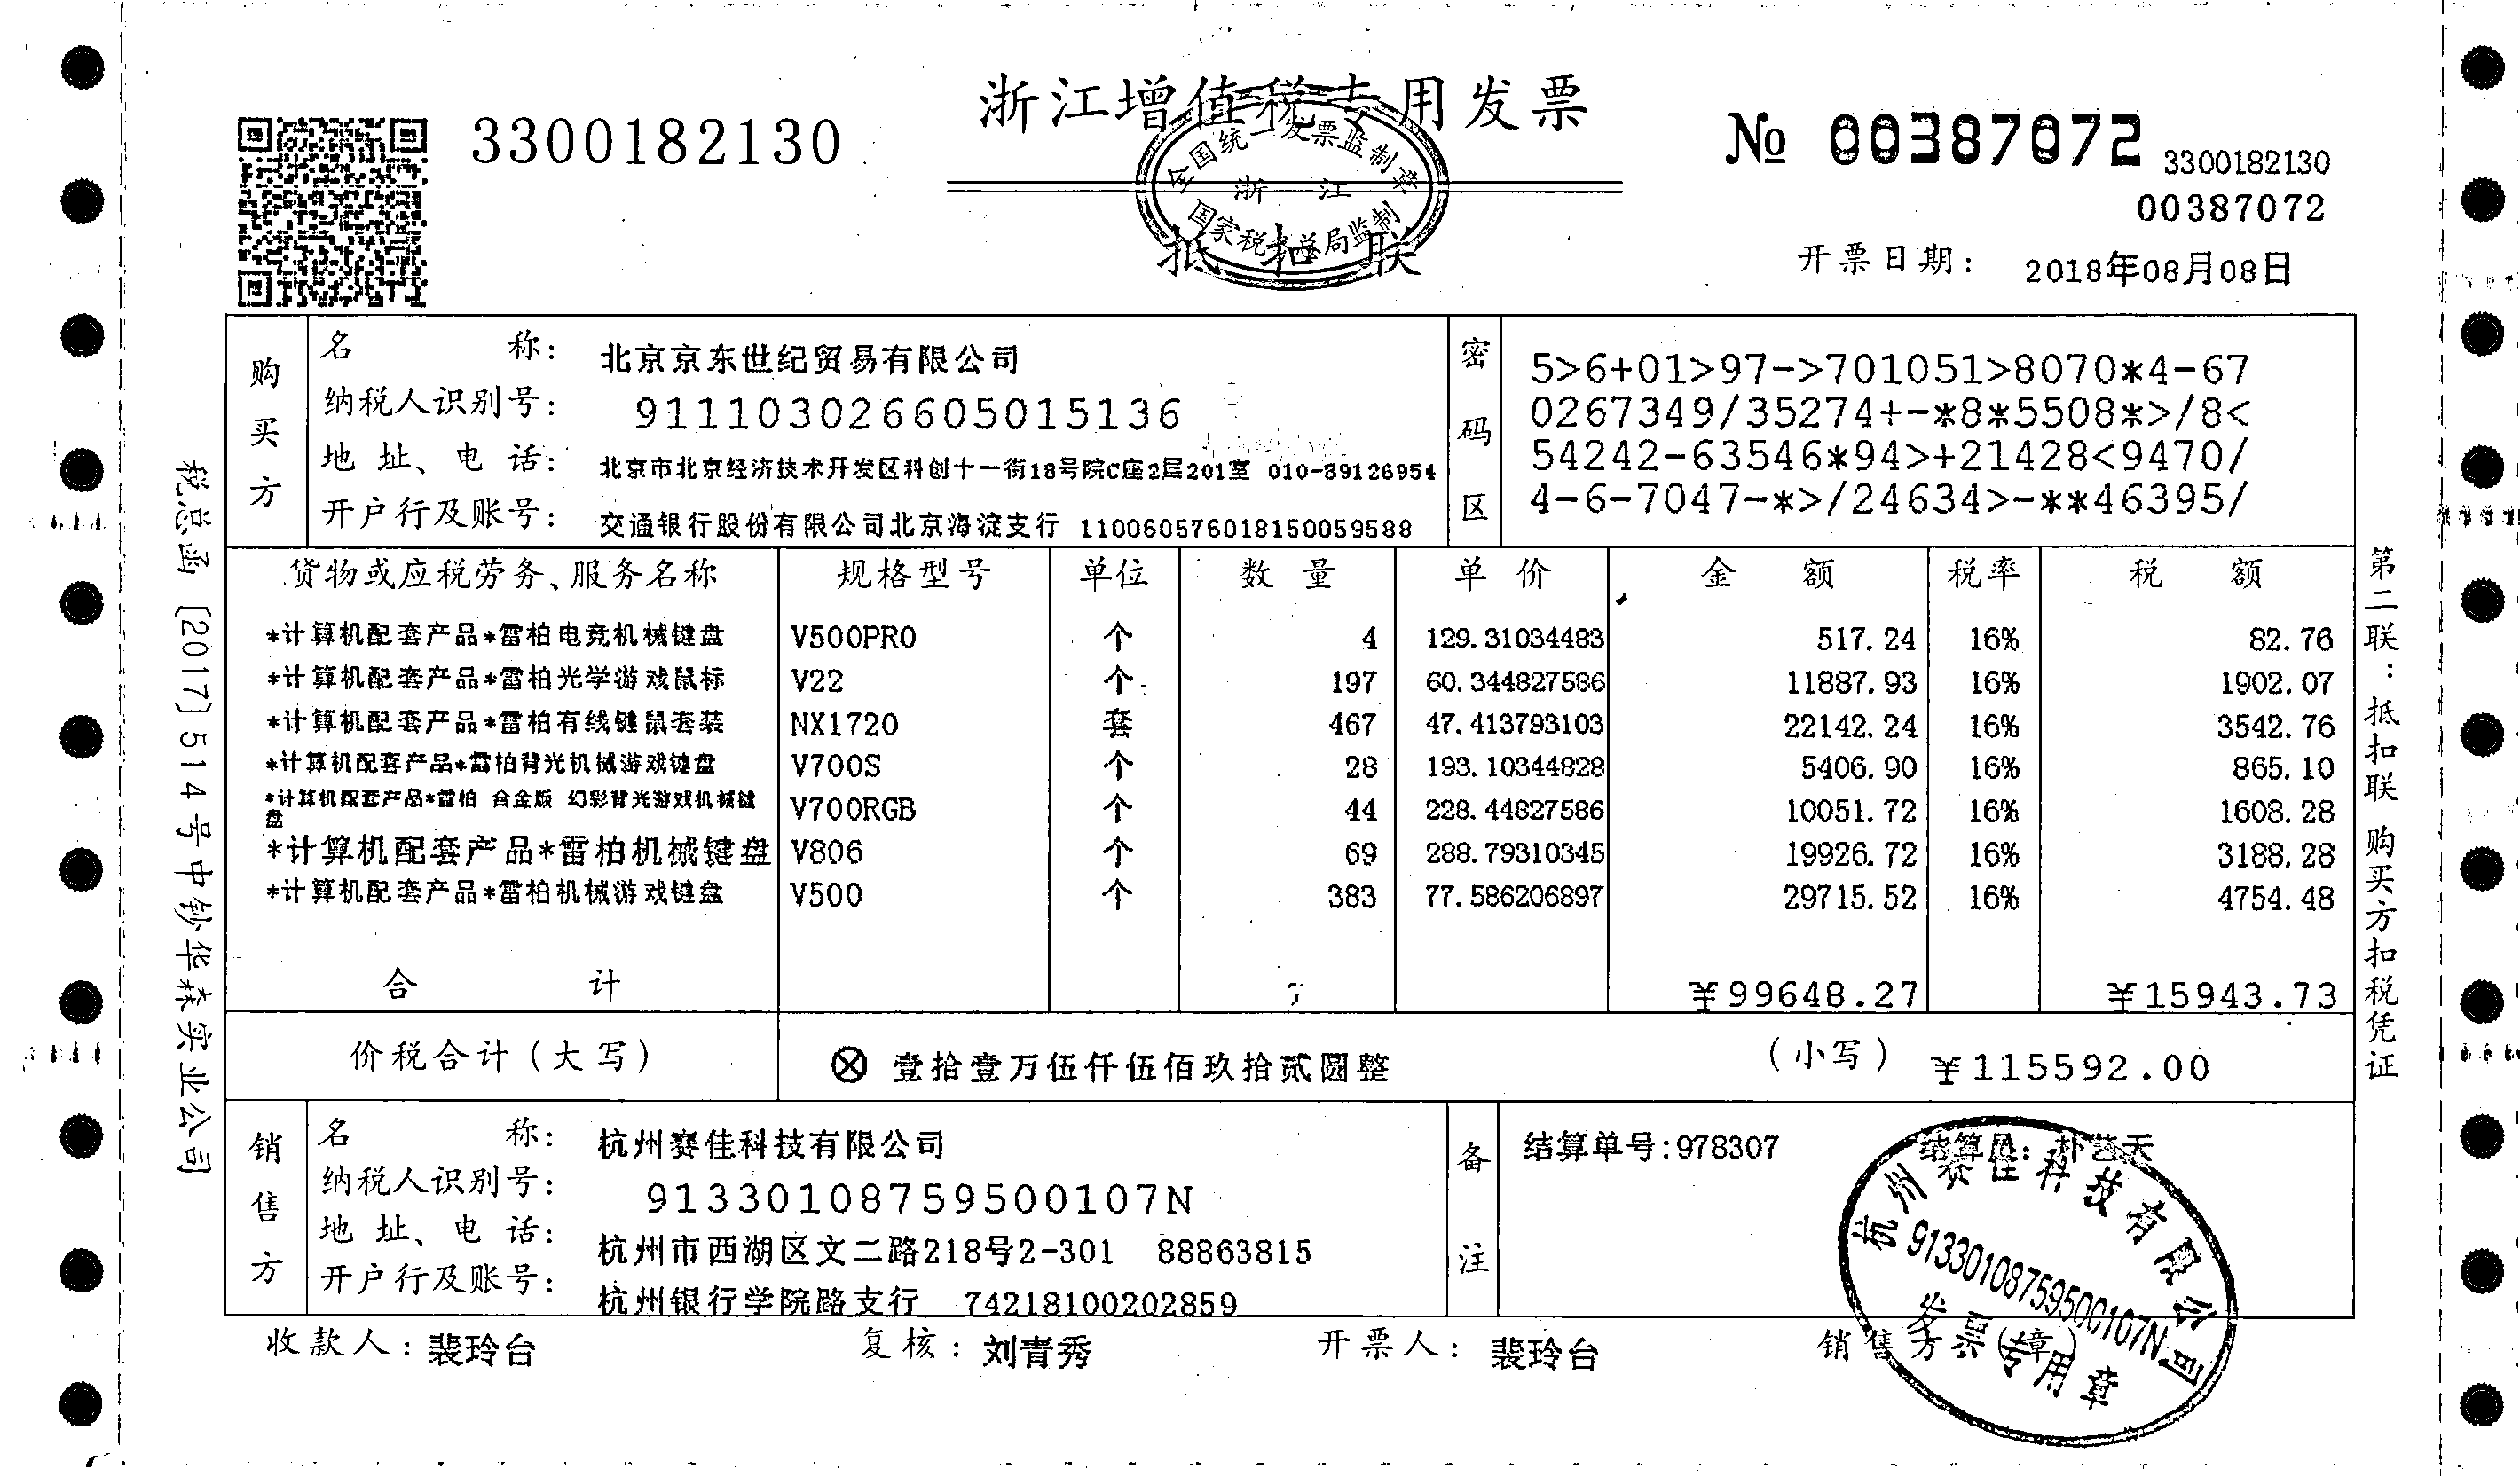 浙江增值税专用发票
3300182130
№ 00387072
3300182130
00387072
全国统一发票监制章
浙江
国家税务总局监制
抵扣联
开票日期: 2018年08月08日
购买方
名称: 北京京东世纪贸易有限公司
纳税人识别号: 911103026605015136
地址、电话: 北京市北京经济技术开发区科创十一街18号院C座2层201室 010-89126954
开户行及账号: 交通银行股份有限公司北京海淀支行 110060576018150059588
密码区
5>6+01>97->701051>8070*4-67
0267349/35274+-*8*5508*>/8<
54242-63546*94>+21428<9470/
4-6-7047-*>/24634>-**46395/
货物或应税劳务、服务名称 规格型号 单位 数量 单价 金额 税率 税额
*计算机配套产品*雷柏电竞机械键盘 V500PRO 个 4 129.31034483 517.24 16% 82.76
*计算机配套产品*雷柏光学游戏鼠标 V22 个 197 60.344827586 11887.93 16% 1902.07
*计算机配套产品*雷柏有线键鼠套装 NX1720 套 467 47.413793103 22142.24 16% 3542.76
*计算机配套产品*雷柏背光机械游戏键盘 V700S 个 28 193.10344828 5406.90 16% 865.10
*计算机配套产品*雷柏 合金版 幻彩背光游戏机械键
盘 V700RGB 个 44 228.44827586 10051.72 16% 1608.28
*计算机配套产品*雷柏机械键盘 V806 个 69 288.79310345 19926.72 16% 3188.28
*计算机配套产品*雷柏机械游戏键盘 V500 个 383 77.586206897 29715.52 16% 4754.48
合计 ¥99648.27 ¥15943.73
价税合计(大写) ⊗壹拾壹万伍仟伍佰玖拾贰圆整 (小写) ¥115592.00
销售方
名称: 杭州赛佳科技有限公司
纳税人识别号: 91330108759500107N
地址、电话: 杭州市西湖区文二路218号2-301 88863815
开户行及账号: 杭州银行学院路支行 74218100202859
备注
结算单号:978307 结算员: 朴艺天
杭州赛佳科技有限公司
91330108759500107N
发票专用章
收款人: 裴玲台 复核: 刘青秀 开票人: 裴玲台 销售方:(章)
税总函[2017]514号中钞华森实业公司
第二联:抵扣联 购买方扣税凭证